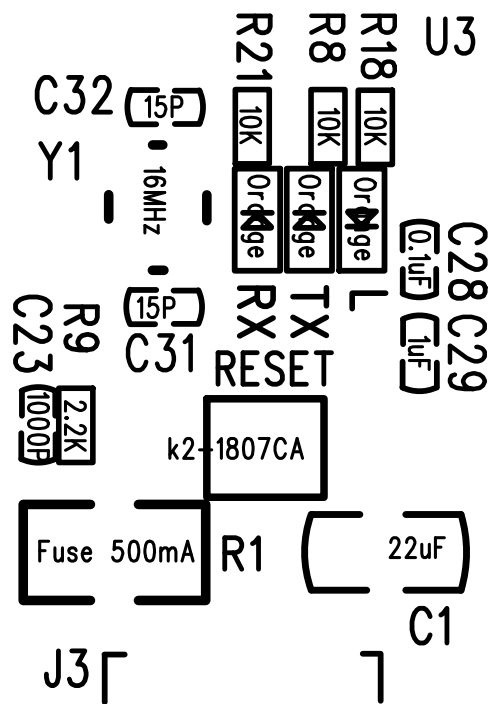 R21
R8
R18
U3
C32
15P
10K
10K
10K
Y1
16MHz
Orange
Orange
Orange
0.1uF
C28
15P
C31
RX
TX
L
1uF
C29
C23
R9
RESET
1000P
2.2K
k2-1807CA
Fuse 500mA
R1
22uF
C1
J3